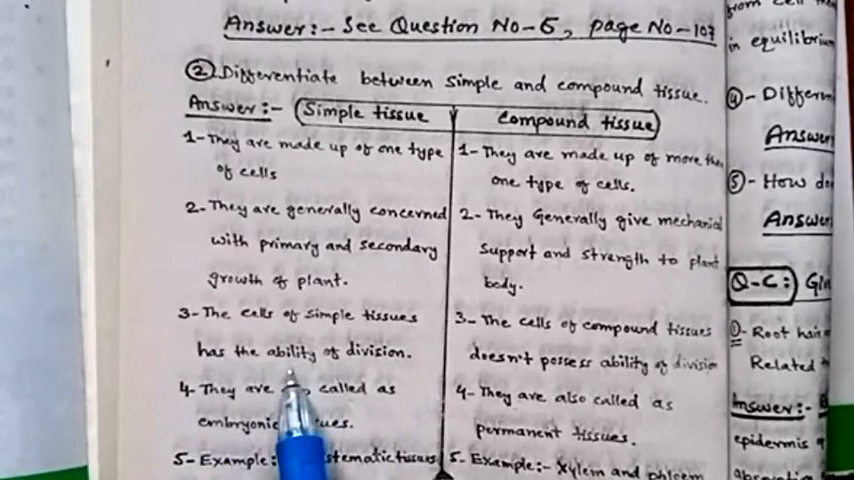 Answer:- See Question No-5, page No-107
② Differentiate between simple and compound tissue.
Answer:- Simple tissue
1- They are made up of one type
of cells
2- They are generally concerned
with primary and secondary
growth of plant.
3- The cells of simple tissues
has the ability of division.
4- They are called as
embryonic
5- Example:
Compound tissue
1- They are made up of more
one type of cells.
2- They Generally give mechanical
support and strength to plant
body.
3- The cells of compound tissues
doesn't possess ability of division
4- They are also called as
permanent tissues.
5- Example:- Xylem and phloem
from cell
in equilibrium
④-
Answer
⑤- How
Answer
Q-C:
①- Root hair
Related
Answer:-
epidermis